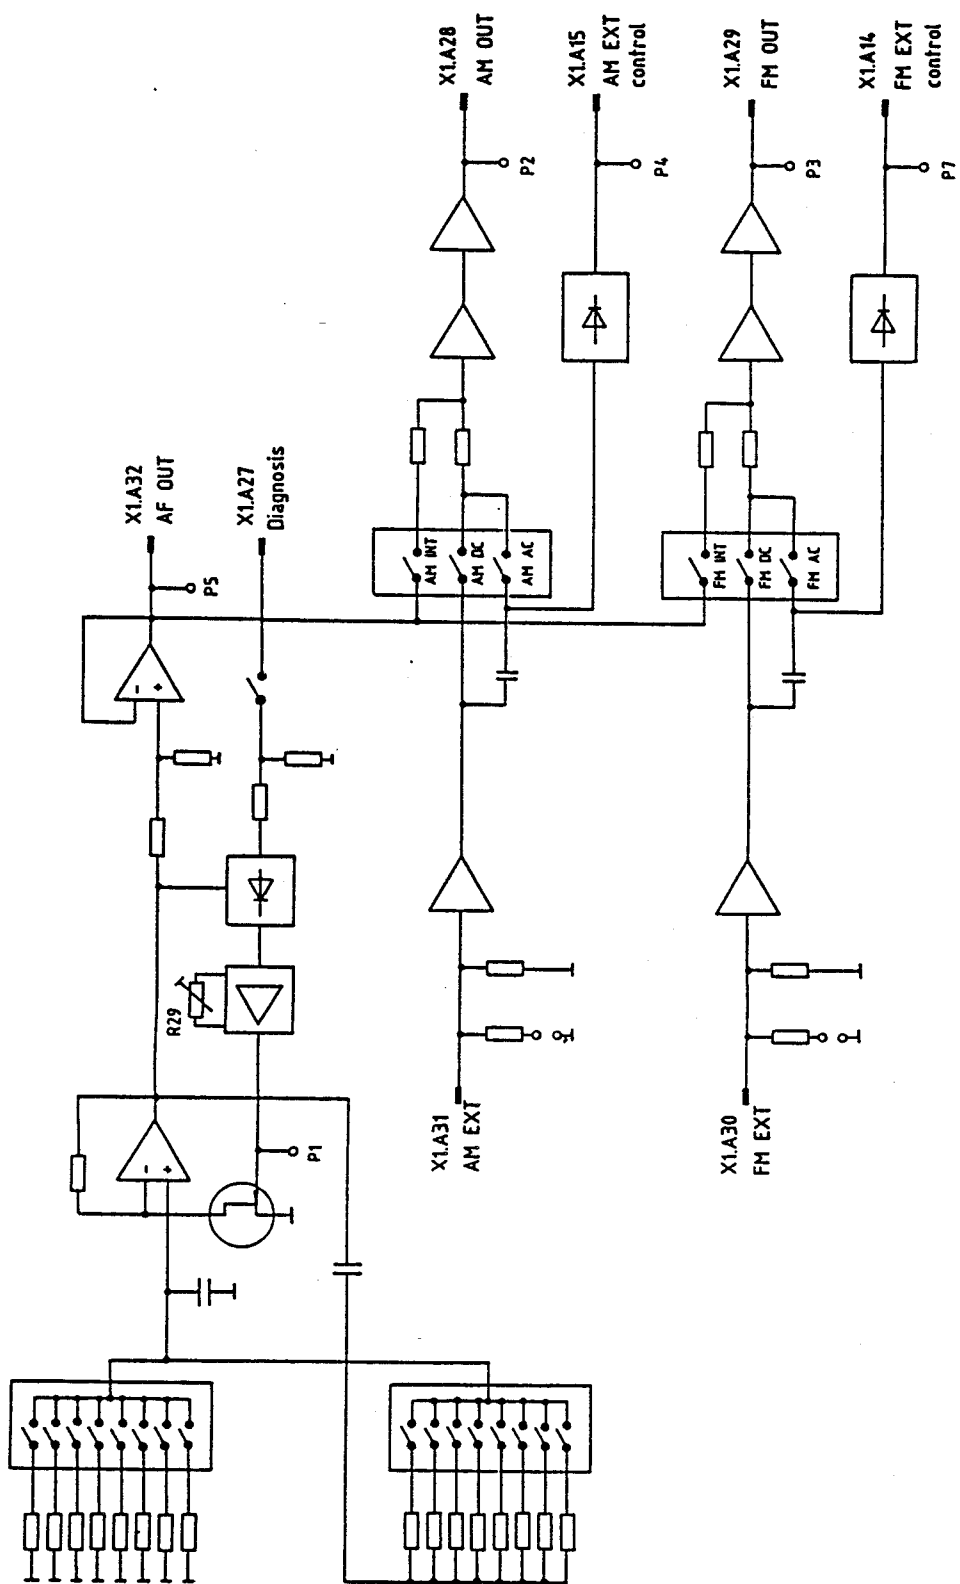 X1.A28
AM OUT
X1.A15
AM EXT
control
X1.A29
FM OUT
X1.A14
FM EXT
control
P2
P4
P3
P7
X1.A32
AF OUT
X1.A27
Diagnosis
P5
AM INT
AM DC
AM AC
FM INT
FM DC
FM AC
-
+
R29
X1.A31
AM EXT
X1.A30
FM EXT
-
+
P1